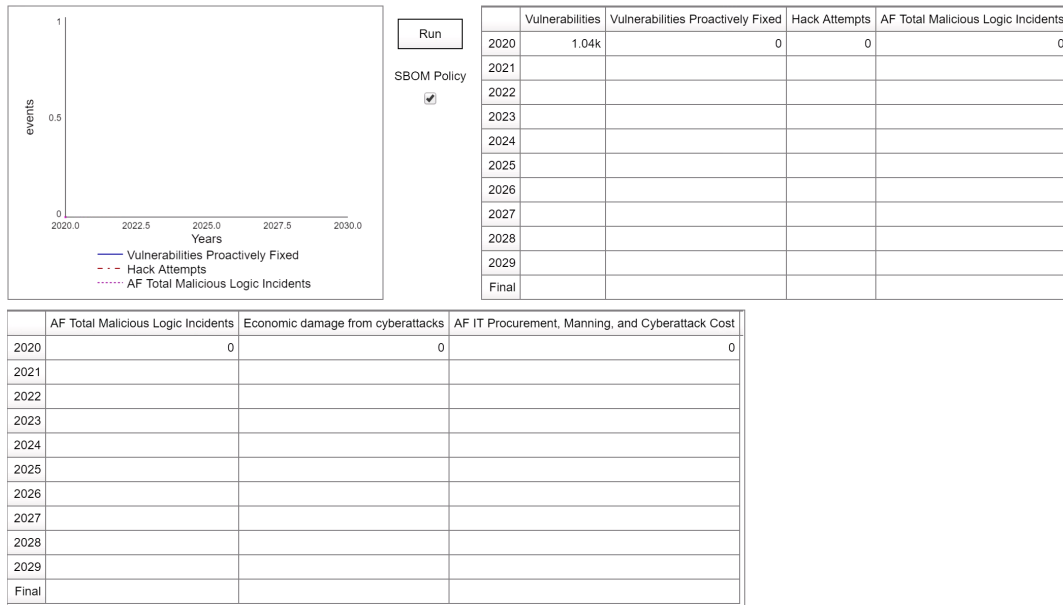 1
0.5
0
events
2020.0 2022.5 2025.0 2027.5 2030.0
Years
Vulnerabilities Proactively Fixed
Hack Attempts
AF Total Malicious Logic Incidents
Run
SBOM Policy
Vulnerabilities Vulnerabilities Proactively Fixed Hack Attempts AF Total Malicious Logic Incidents
2020 1.04k 0 0 0
2021
2022
2023
2024
2025
2026
2027
2028
2029
Final
AF Total Malicious Logic Incidents Economic damage from cyberattacks AF IT Procurement, Manning, and Cyberattack Cost
2020 0 0 0
2021
2022
2023
2024
2025
2026
2027
2028
2029
Final